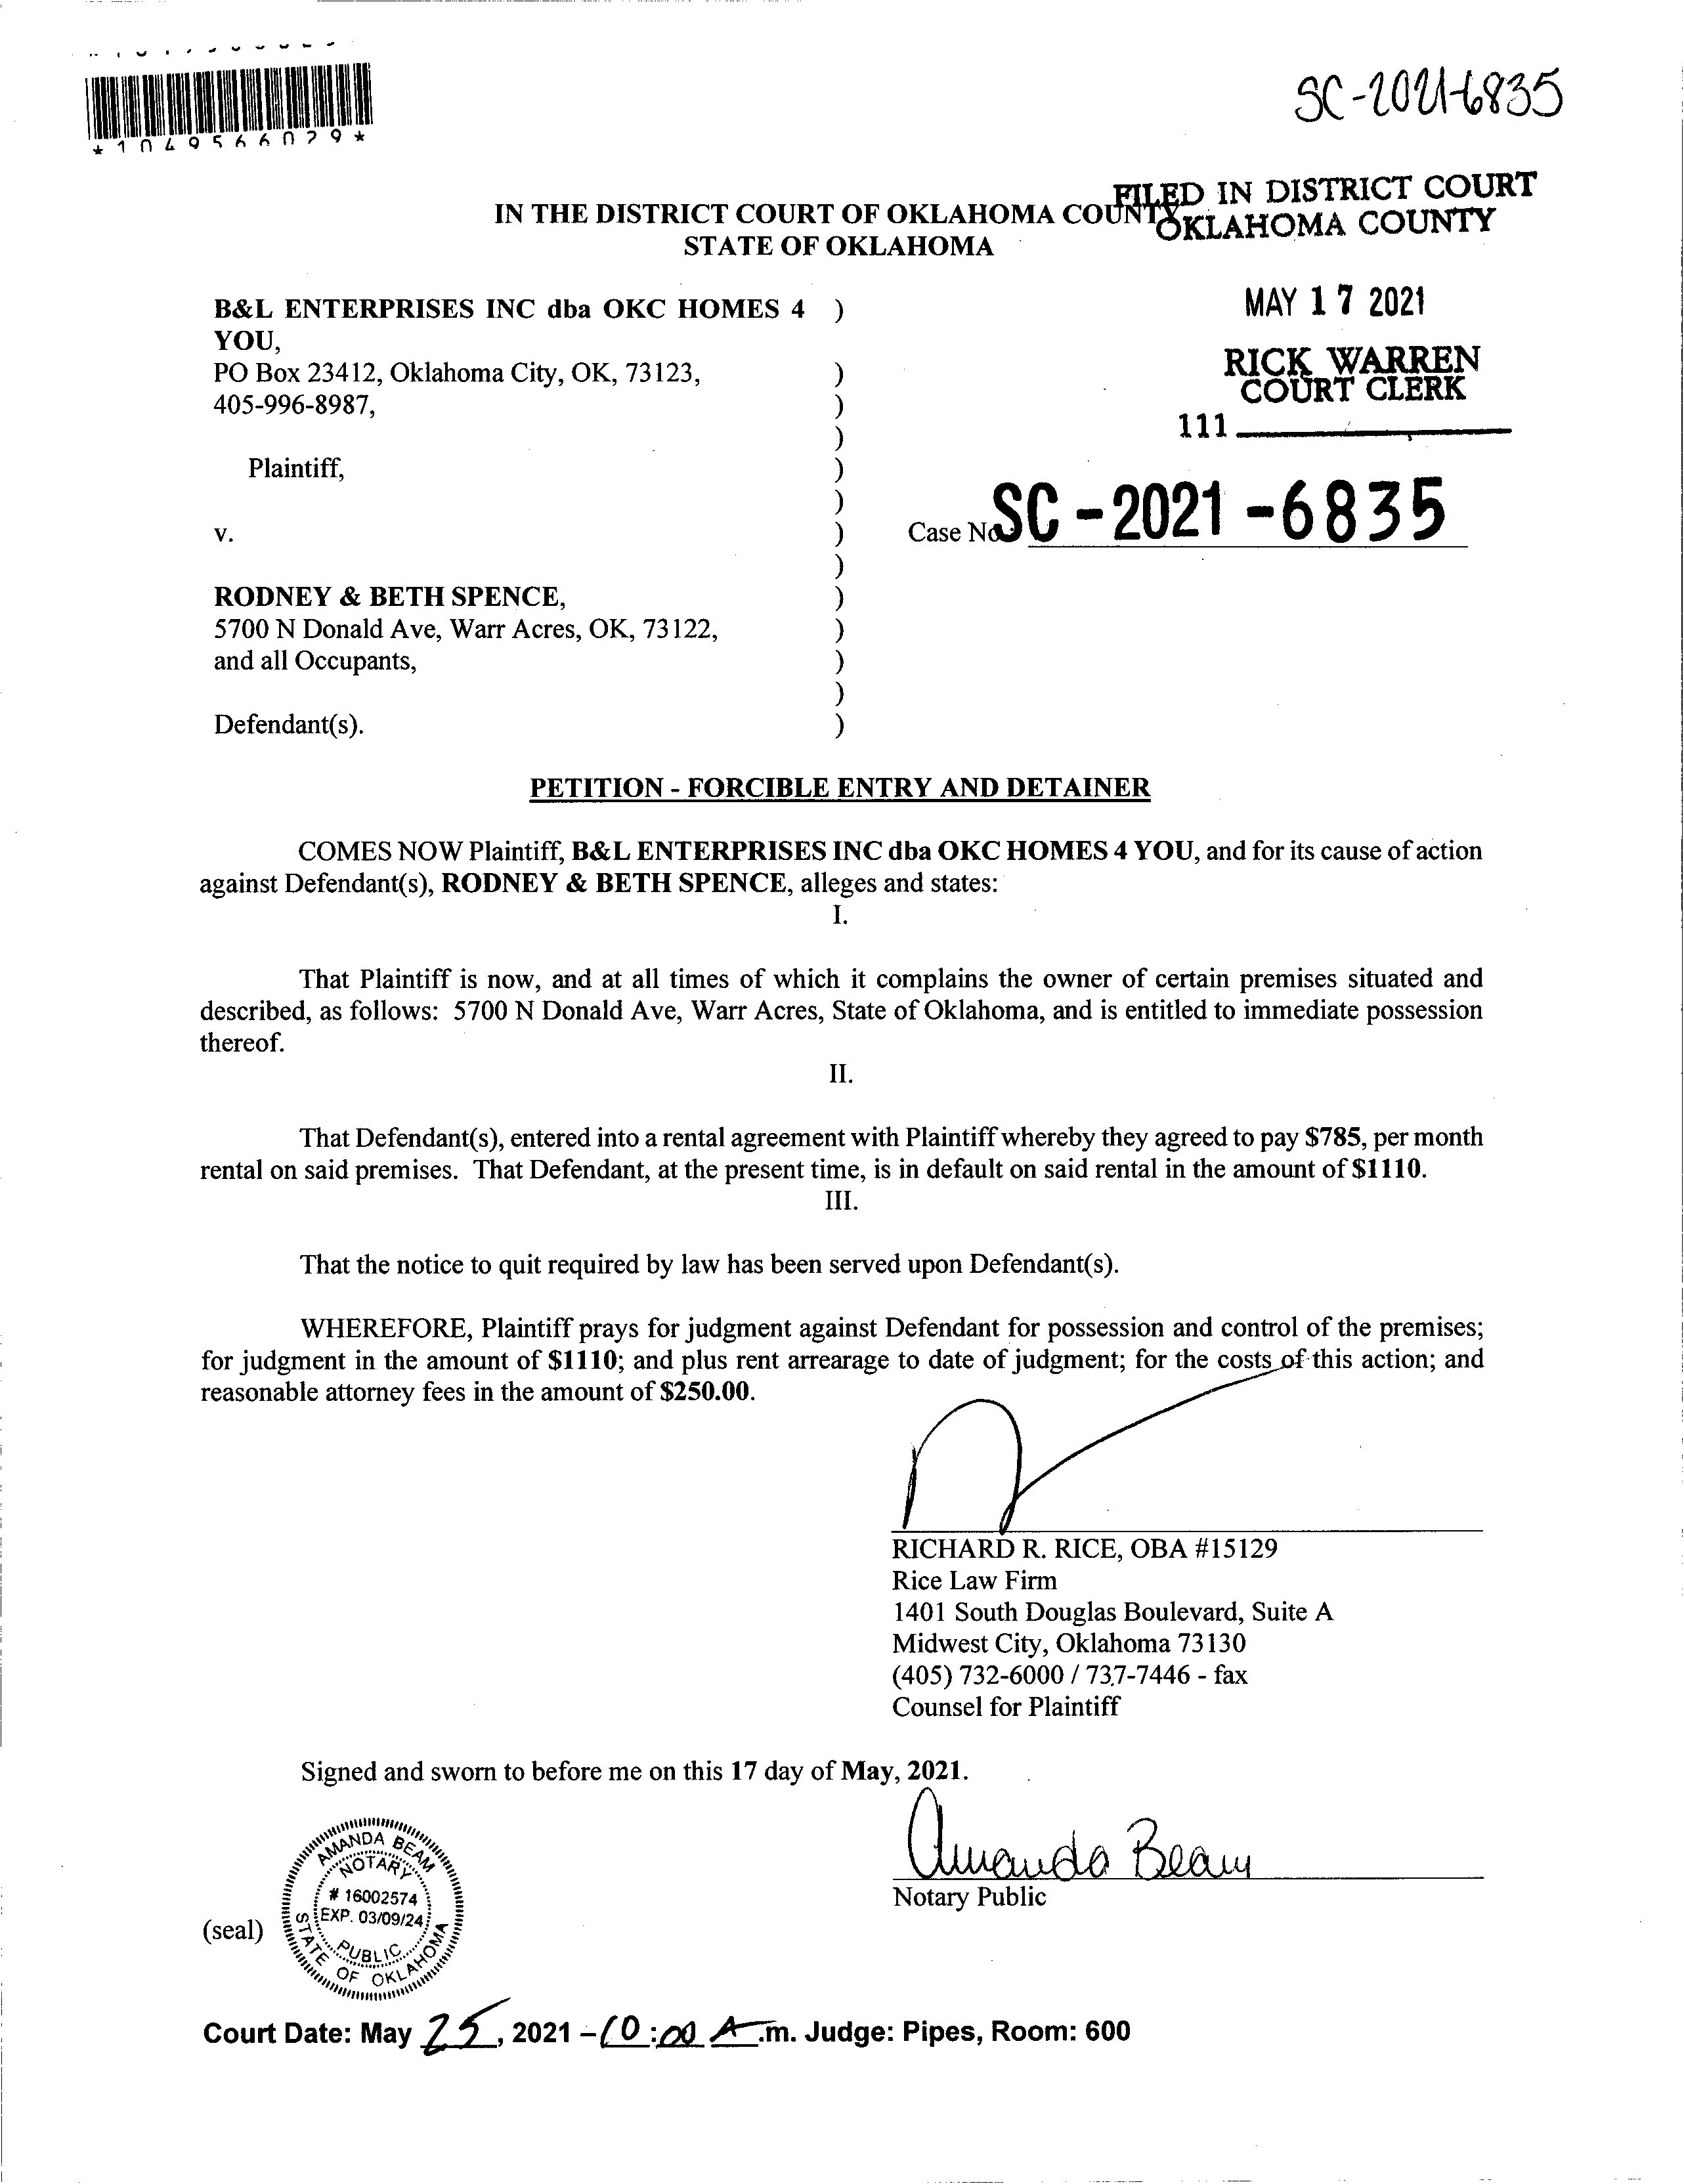 *1049566029*
SC-2021-6835
FILED IN DISTRICT COURT
OKLAHOMA COUNTY
IN THE DISTRICT COURT OF OKLAHOMA COUNTY
STATE OF OKLAHOMA
MAY 17 2021
RICK WARREN
COURT CLERK
111
B&L ENTERPRISES INC dba OKC HOMES 4 )
YOU,
PO Box 23412, Oklahoma City, OK, 73123, )
405-996-8987, )
)
Plaintiff, )
)
v. ) Case No. SC-2021-6835
)
RODNEY & BETH SPENCE, )
5700 N Donald Ave, Warr Acres, OK, 73122, )
and all Occupants, )
)
Defendant(s). )
PETITION - FORCIBLE ENTRY AND DETAINER
COMES NOW Plaintiff, B&L ENTERPRISES INC dba OKC HOMES 4 YOU, and for its cause of action
against Defendant(s), RODNEY & BETH SPENCE, alleges and states:
I.
That Plaintiff is now, and at all times of which it complains the owner of certain premises situated and
described, as follows: 5700 N Donald Ave, Warr Acres, State of Oklahoma, and is entitled to immediate possession
thereof.
II.
That Defendant(s), entered into a rental agreement with Plaintiff whereby they agreed to pay $785, per month
rental on said premises. That Defendant, at the present time, is in default on said rental in the amount of $1110.
III.
That the notice to quit required by law has been served upon Defendant(s).
WHEREFORE, Plaintiff prays for judgment against Defendant for possession and control of the premises;
for judgment in the amount of $1110; and plus rent arrearage to date of judgment; for the costs of this action; and
reasonable attorney fees in the amount of $250.00.
RICHARD R. RICE, OBA #15129
Rice Law Firm
1401 South Douglas Boulevard, Suite A
Midwest City, Oklahoma 73130
(405) 732-6000 / 737-7446 - fax
Counsel for Plaintiff
Signed and sworn to before me on this 17 day of May, 2021.
Amanda Beam
Notary Public
(seal)
AMANDA BEAM
NOTARY
# 16002574
EXP. 03/09/24
PUBLIC
STATE OF OKLAHOMA
Court Date: May 25, 2021 - 10:00 A.m. Judge: Pipes, Room: 600